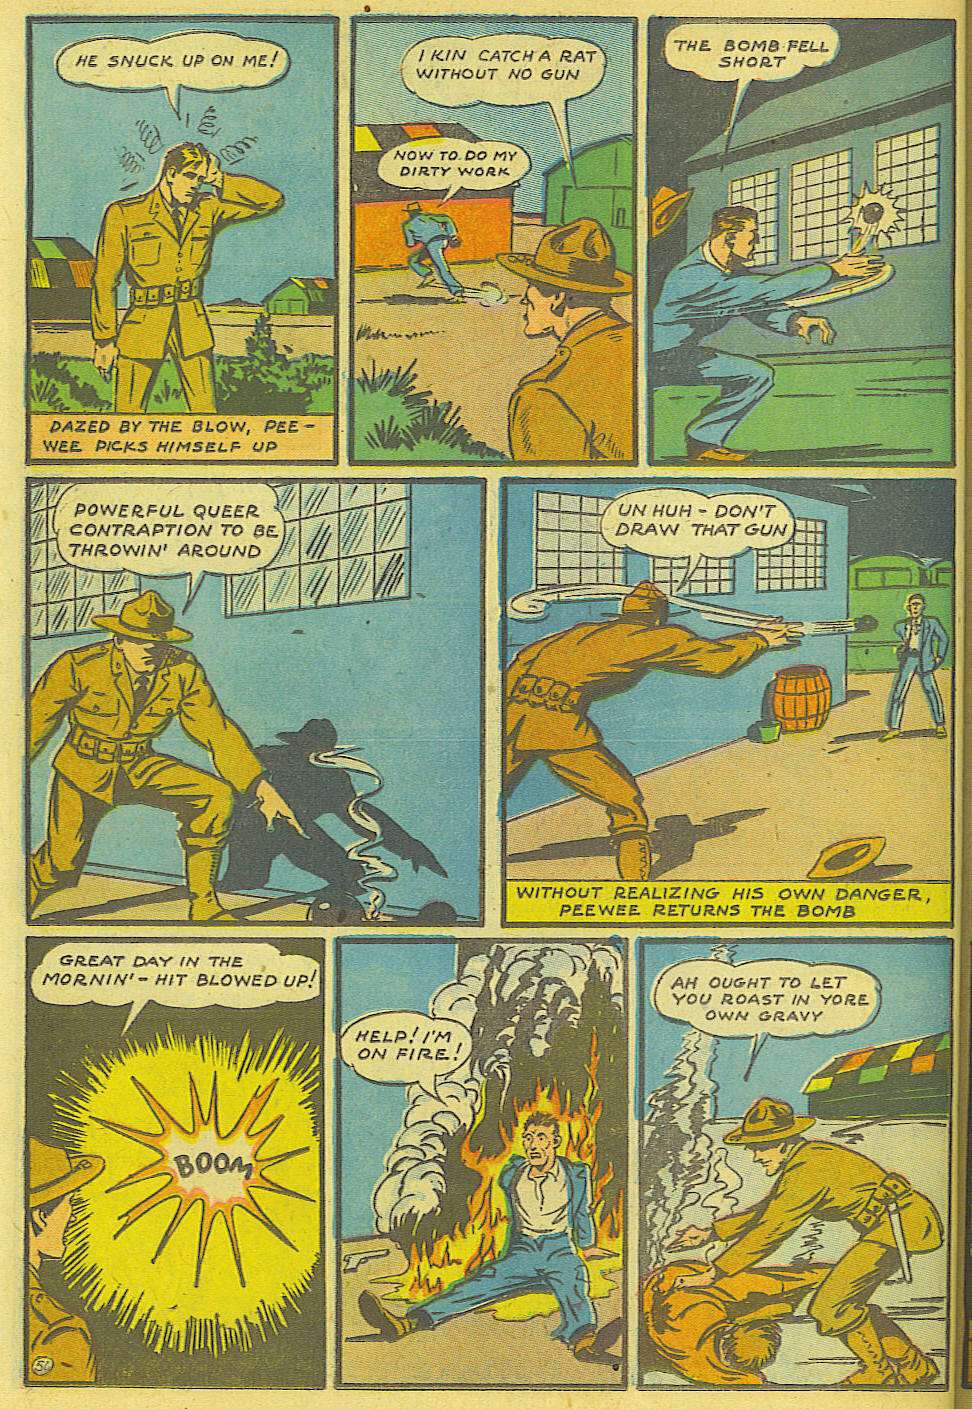 HE SNUCK UP ON ME!
DAZED BY THE BLOW, PEE-
WEE PICKS HIMSELF UP
I KIN CATCH A RAT
WITHOUT NO GUN
NOW TO DO MY
DIRTY WORK
THE BOMB FELL
SHORT
POWERFUL QUEER
CONTRAPTION TO BE
THROWIN' AROUND
UN HUH - DON'T
DRAW THAT GUN
WITHOUT REALIZING HIS OWN DANGER,
PEEWEE RETURNS THE BOMB
GREAT DAY IN THE
MORNIN' - HIT BLOWED UP!
BOOM
HELP! I'M
ON FIRE!
AH OUGHT TO LET
YOU ROAST IN YORE
OWN GRAVY